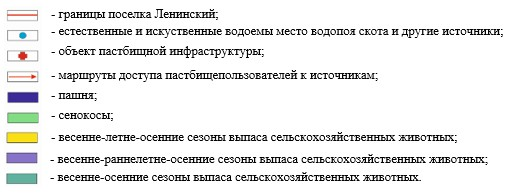 - границы поселка Ленинский;
- естественные и искуственные водоемы место водопоя скота и другие источники;
- объект пастбищной инфраструктуры;
- маршруты доступа пастбищепользователей к источникам;
- пашня;
- сенокосы;
- весенне-летне-осенние сезоны выпаса сельскохозяйственных животных;
- весенне-раннелетне-осенние сезоны выпаса сельскохозяйственных животных;
- весенне-осенние сезоны выпаса сельскохозяйственных животных.